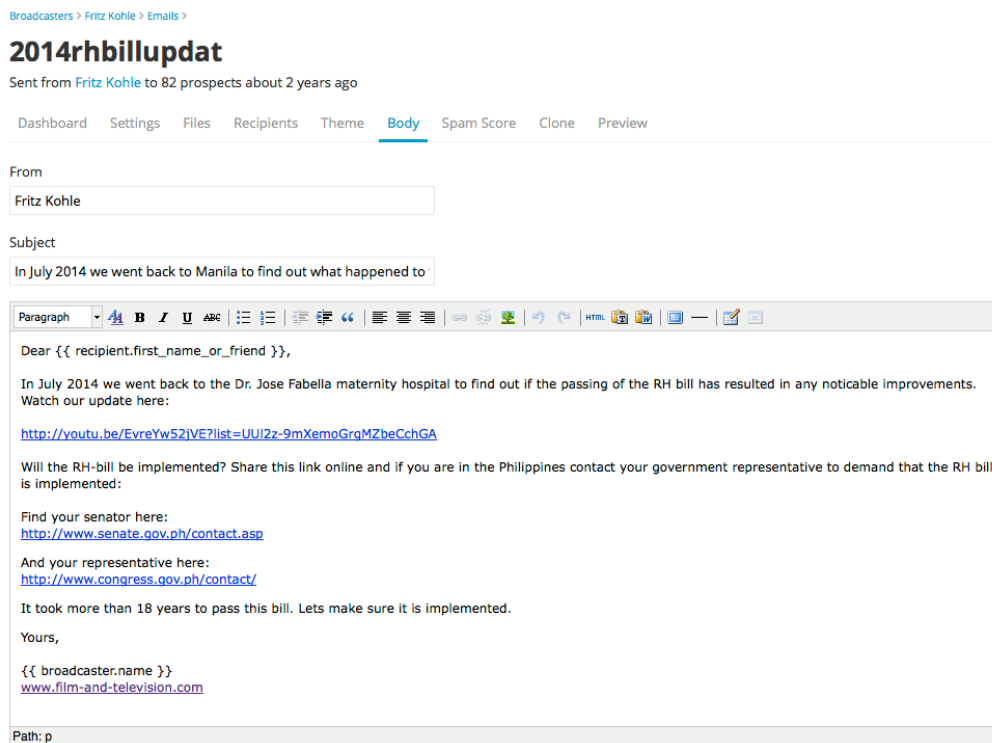 Broadcasters > Fritz Kohle > Emails >
2014rhbillupdat
Sent from Fritz Kohle to 82 prospects about 2 years ago
Dashboard Settings Files Recipients Theme Body Spam Score Clone Preview
From
Fritz Kohle
Subject
In July 2014 we went back to Manila to find out what happened to
Paragraph A B I U ABC HTML
Dear {{ recipient.first_name_or_friend }},
In July 2014 we went back to the Dr. Jose Fabella maternity hospital to find out if the passing of the RH bill has resulted in any noticable improvements.
Watch our update here:
http://youtu.be/EvreYw52jVE?list=UUl2z-9mXemoGrgMZbeCchGA
Will the RH-bill be implemented? Share this link online and if you are in the Philippines contact your government representative to demand that the RH bill
is implemented:
Find your senator here:
http://www.senate.gov.ph/contact.asp
And your representative here:
http://www.congress.gov.ph/contact/
It took more than 18 years to pass this bill. Lets make sure it is implemented.
Yours,
{{ broadcaster.name }}
www.film-and-television.com
Path: p